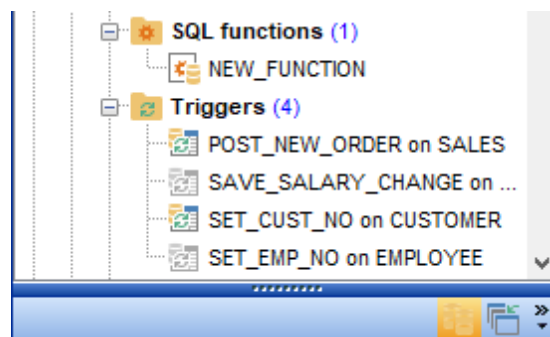 SQL functions (1)
NEW_FUNCTION
Triggers (4)
POST_NEW_ORDER on SALES
SAVE_SALARY_CHANGE on ...
SET_CUST_NO on CUSTOMER
SET_EMP_NO on EMPLOYEE